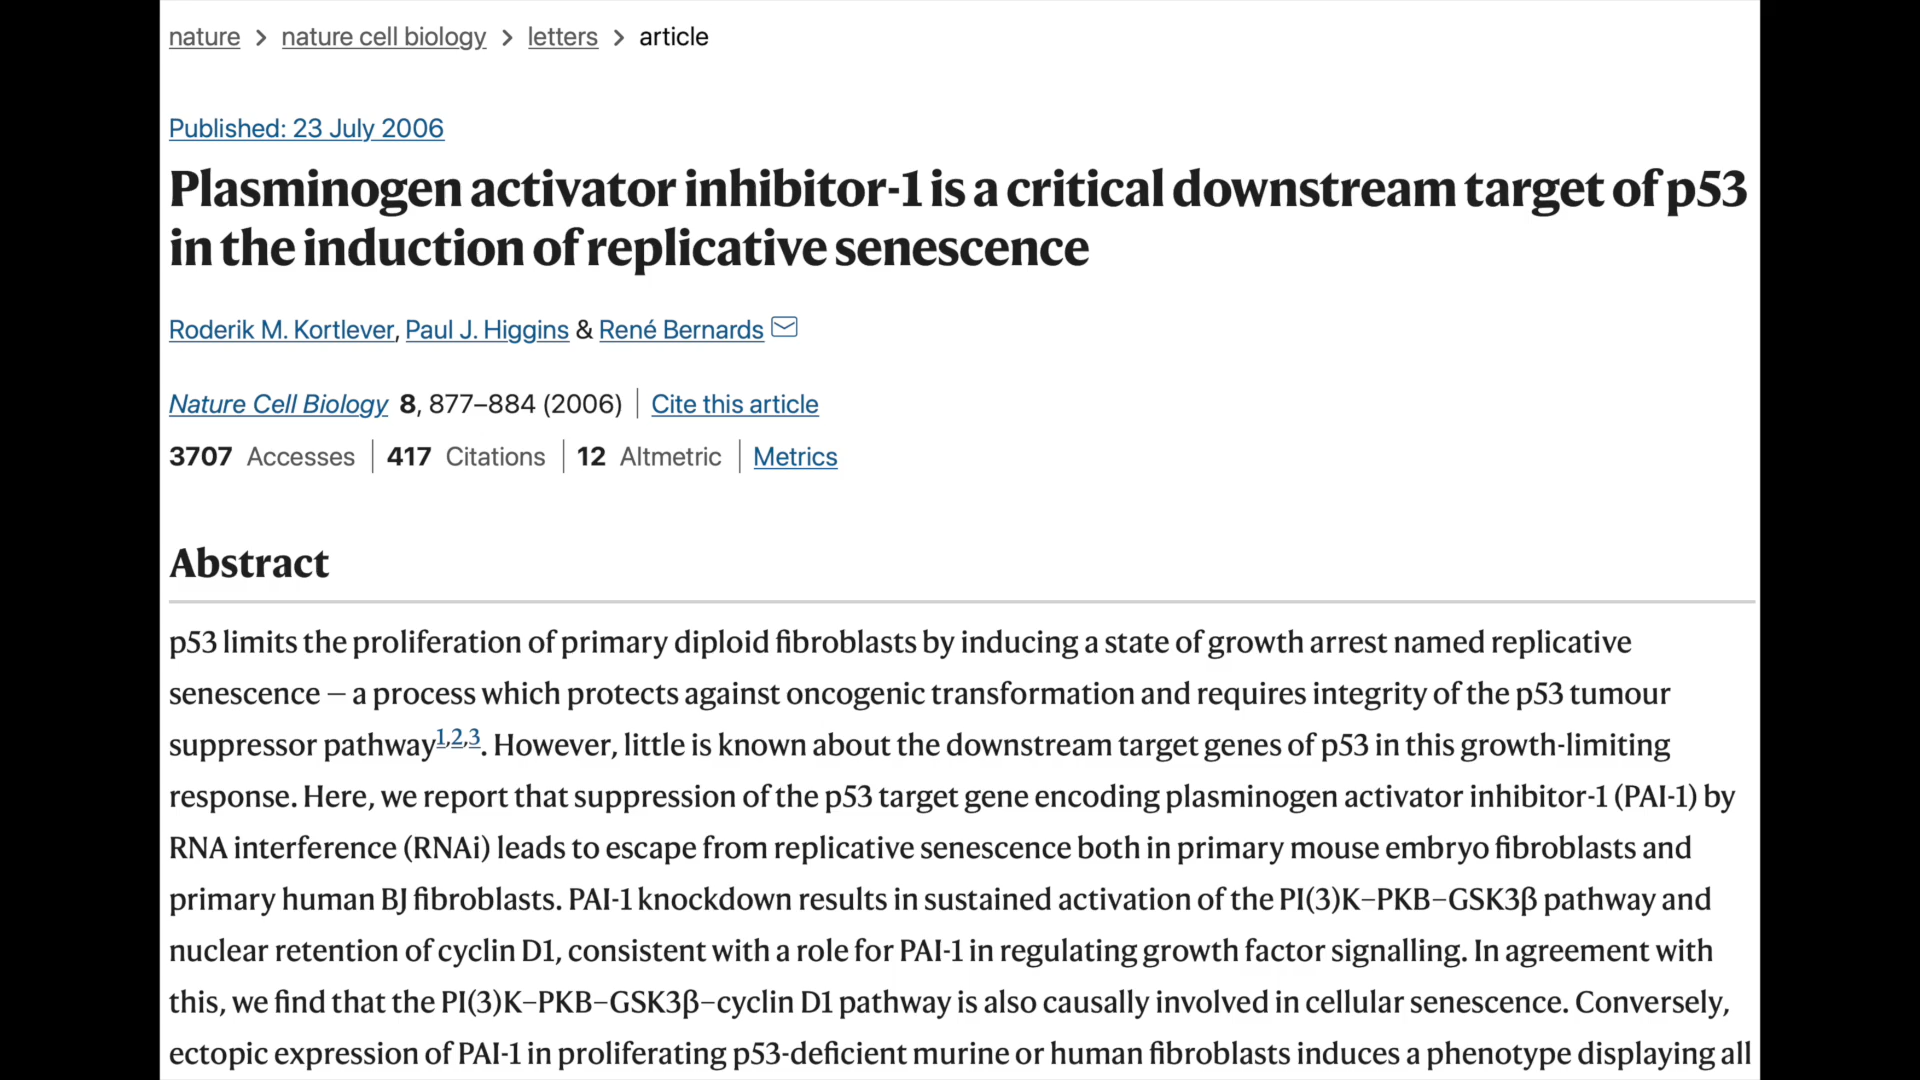 nature > nature cell biology > letters > article
Published: 23 July 2006
Plasminogen activator inhibitor-1 is a critical downstream target of p53
in the induction of replicative senescence
Roderik M. Kortlever, Paul J. Higgins & René Bernards
Nature Cell Biology 8, 877–884 (2006) | Cite this article
3707 Accesses | 417 Citations | 12 Altmetric | Metrics
Abstract
p53 limits the proliferation of primary diploid fibroblasts by inducing a state of growth arrest named replicative
senescence — a process which protects against oncogenic transformation and requires integrity of the p53 tumour
suppressor pathway1,2,3. However, little is known about the downstream target genes of p53 in this growth-limiting
response. Here, we report that suppression of the p53 target gene encoding plasminogen activator inhibitor-1 (PAI-1) by
RNA interference (RNAi) leads to escape from replicative senescence both in primary mouse embryo fibroblasts and
primary human BJ fibroblasts. PAI-1 knockdown results in sustained activation of the PI(3)K–PKB–GSK3β pathway and
nuclear retention of cyclin D1, consistent with a role for PAI-1 in regulating growth factor signalling. In agreement with
this, we find that the PI(3)K–PKB–GSK3β–cyclin D1 pathway is also causally involved in cellular senescence. Conversely,
ectopic expression of PAI-1 in proliferating p53-deficient murine or human fibroblasts induces a phenotype displaying all